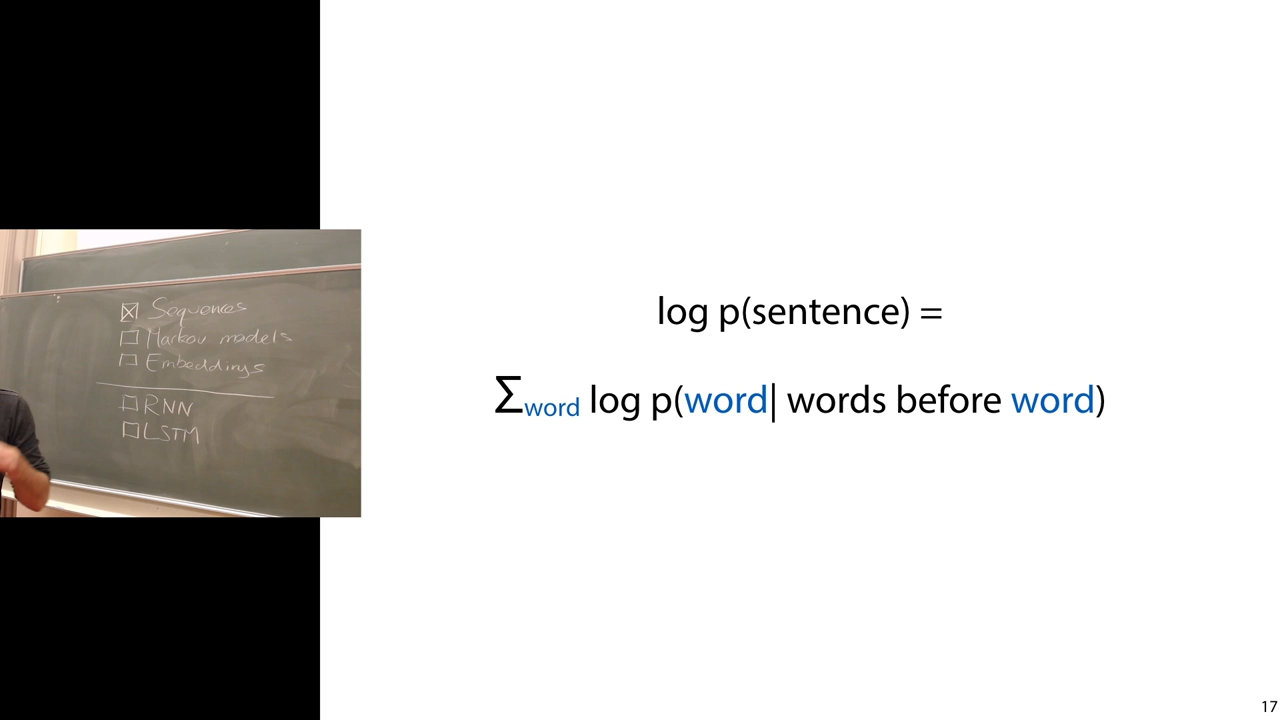 Sequences
Markov models
Embeddings
RNN
LSTM
log p(sentence) =
Σword log p(word| words before word)
17